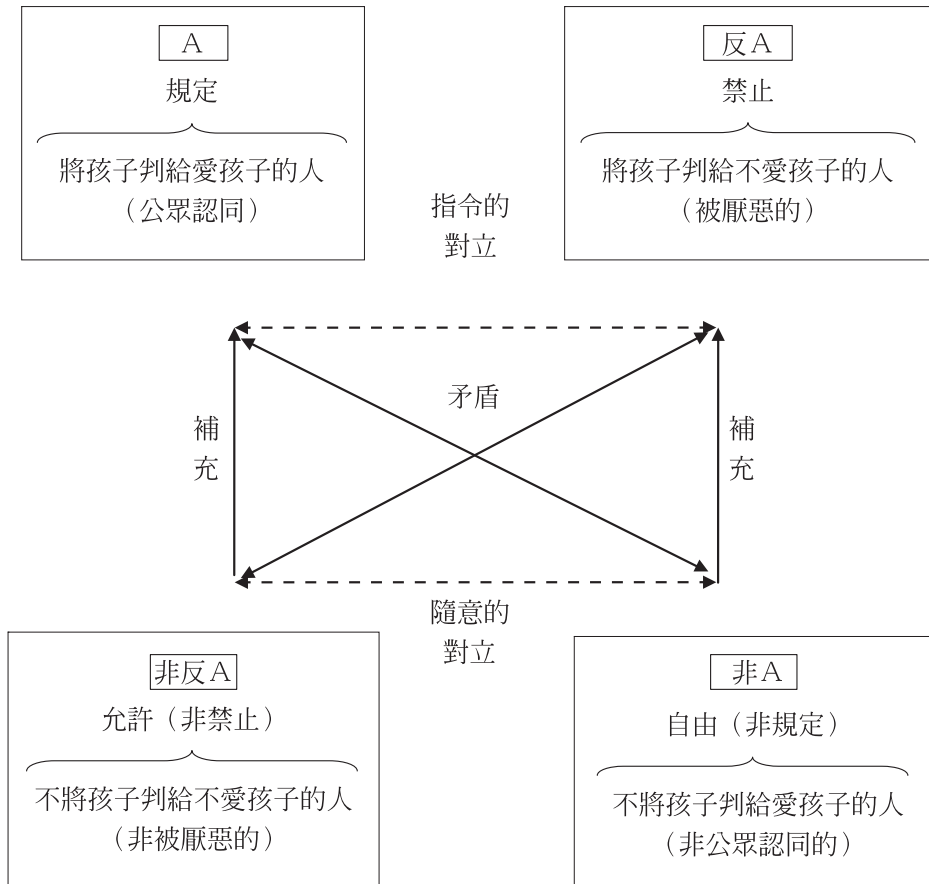 A
規定
將孩子判給愛孩子的人
（公眾認同）
反A
禁止
將孩子判給不愛孩子的人
（被厭惡的）
指令的
對立
矛盾
補
充
補
充
隨意的
對立
非反A
允許（非禁止）
不將孩子判給不愛孩子的人
（非被厭惡的）
非A
自由（非規定）
不將孩子判給愛孩子的人
（非公眾認同的）